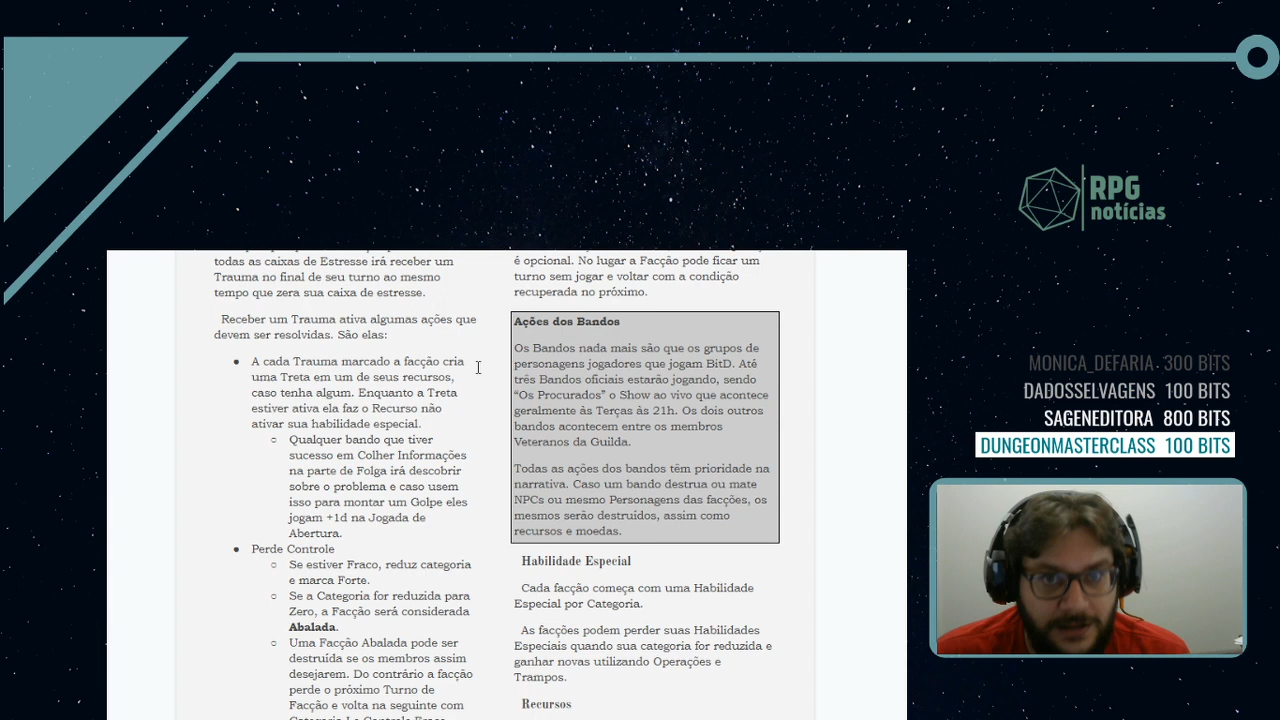 RPG
notícias
todas as caixas de Estresse irá receber um
Trauma no final de seu turno ao mesmo
tempo que zera sua caixa de estresse.
Receber um Trauma ativa algumas ações que
devem ser resolvidas. São elas:
● A cada Trauma marcado a facção cria
uma Treta em um de seus recursos,
caso tenha algum. Enquanto a Treta
estiver ativa ela faz o Recurso não
ativar sua habilidade especial.
○ Qualquer bando que tiver
sucesso em Colher Informações
na parte de Folga irá descobrir
sobre o problema e caso usem
isso para montar um Golpe eles
jogam +1d na Jogada de
Abertura.
● Perde Controle
○ Se estiver Fraco, reduz categoria
e marca Forte.
○ Se a Categoria for reduzida para
Zero, a Facção será considerada
Abalada.
○ Uma Facção Abalada pode ser
destruída se os membros assim
desejarem. Do contrário a facção
perde o próximo Turno de
Facção e volta na seguinte com
é opcional. No lugar a Facção pode ficar um
turno sem jogar e voltar com a condição
recuperada no próximo.
Ações dos Bandos
Os Bandos nada mais são que os grupos de
personagens jogadores que jogam BitD. Até
três Bandos oficiais estarão jogando, sendo
“Os Procurados” o Show ao vivo que acontece
geralmente às Terças às 21h. Os dois outros
bandos acontecem entre os membros
Veteranos da Guilda.
Todas as ações dos bandos têm prioridade na
narrativa. Caso um bando destrua ou mate
NPCs ou mesmo Personagens das facções, os
mesmos serão destruídos, assim como
recursos e moedas.
Habilidade Especial
Cada facção começa com uma Habilidade
Especial por Categoria.
As facções podem perder suas Habilidades
Especiais quando sua categoria for reduzida e
ganhar novas utilizando Operações e
Trampos.
Recursos
MONICA_DEFARIA 300 BITS
DADOSSELVAGENS 100 BITS
SAGENEDITORA 800 BITS
DUNGEONMASTERCLASS 100 BITS